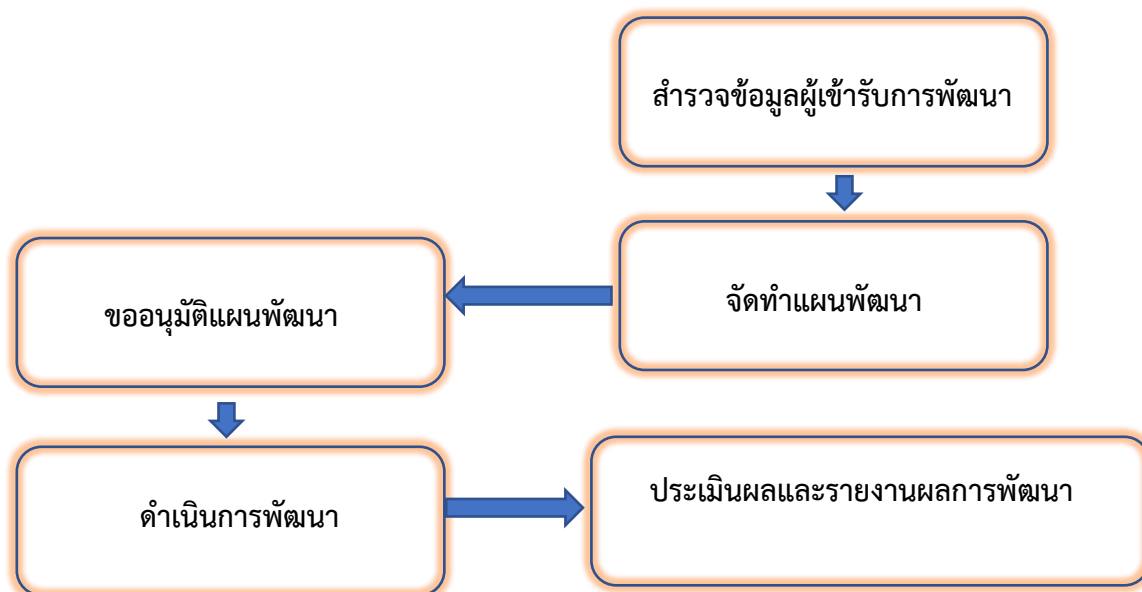 สำรวจข้อมูลผู้เข้ารับการพัฒนา
จัดทำแผนพัฒนา
ขออนุมัติแผนพัฒนา
ดำเนินการพัฒนา
ประเมินผลและรายงานผลการพัฒนา